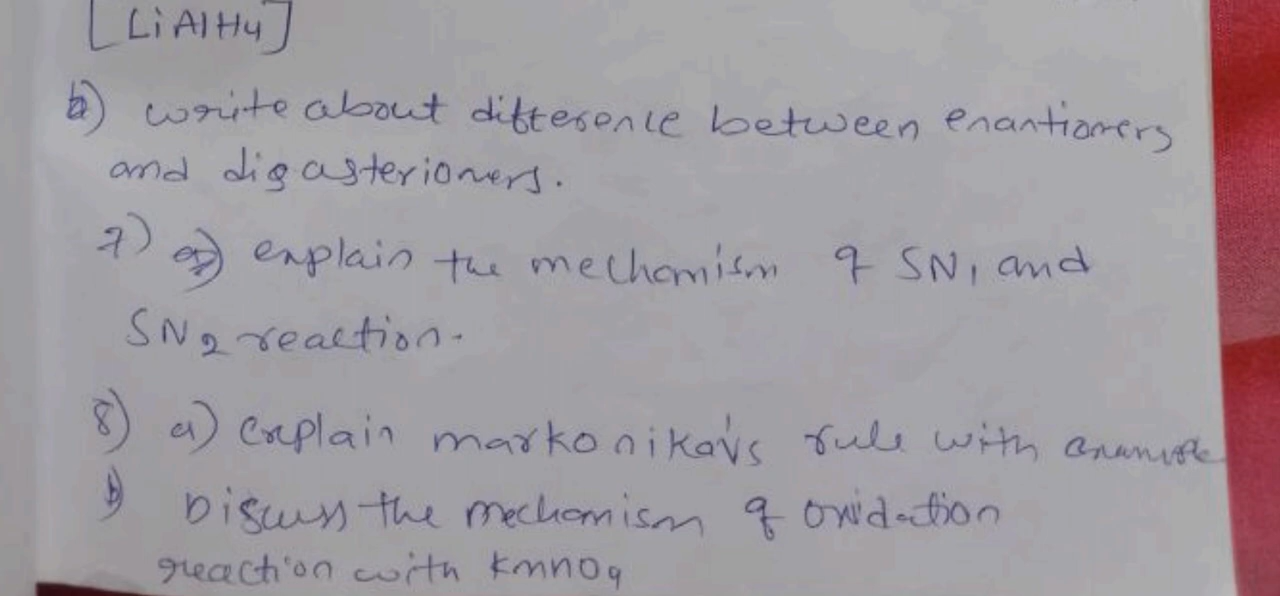 [LiAlH4]
b) write about difference between enantiomers
and digasteriomers.
7) a) explain the mechanism of SN1 and
SN2 reaction.
8) a) explain markonikov's rule with example
b) Discuss the mechanism of oxidation
reaction with kmno4